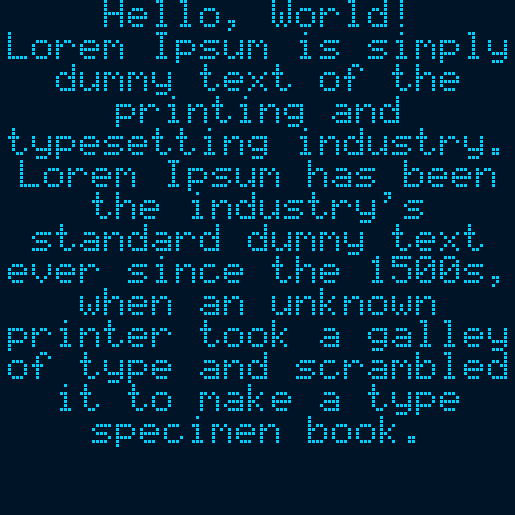 Hello, World!
Lorem Ipsum is simply
dummy text of the
printing and
typesetting industry.
Lorem Ipsum has been
the industry's
standard dummy text
ever since the 1500s,
when an unknown
printer took a galley
of type and scrambled
it to make a type
specimen book.